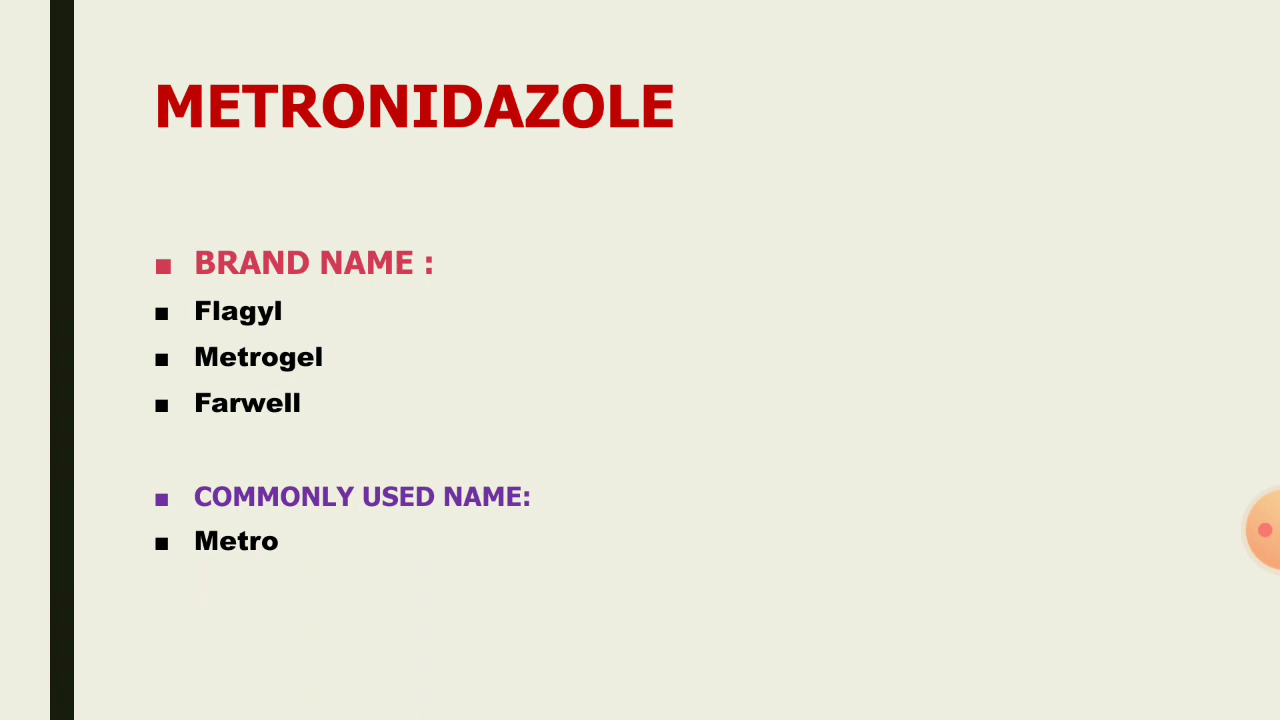 METRONIDAZOLE
▪ BRAND NAME :
▪ Flagyl
▪ Metrogel
▪ Farwell
▪ COMMONLY USED NAME:
▪ Metro